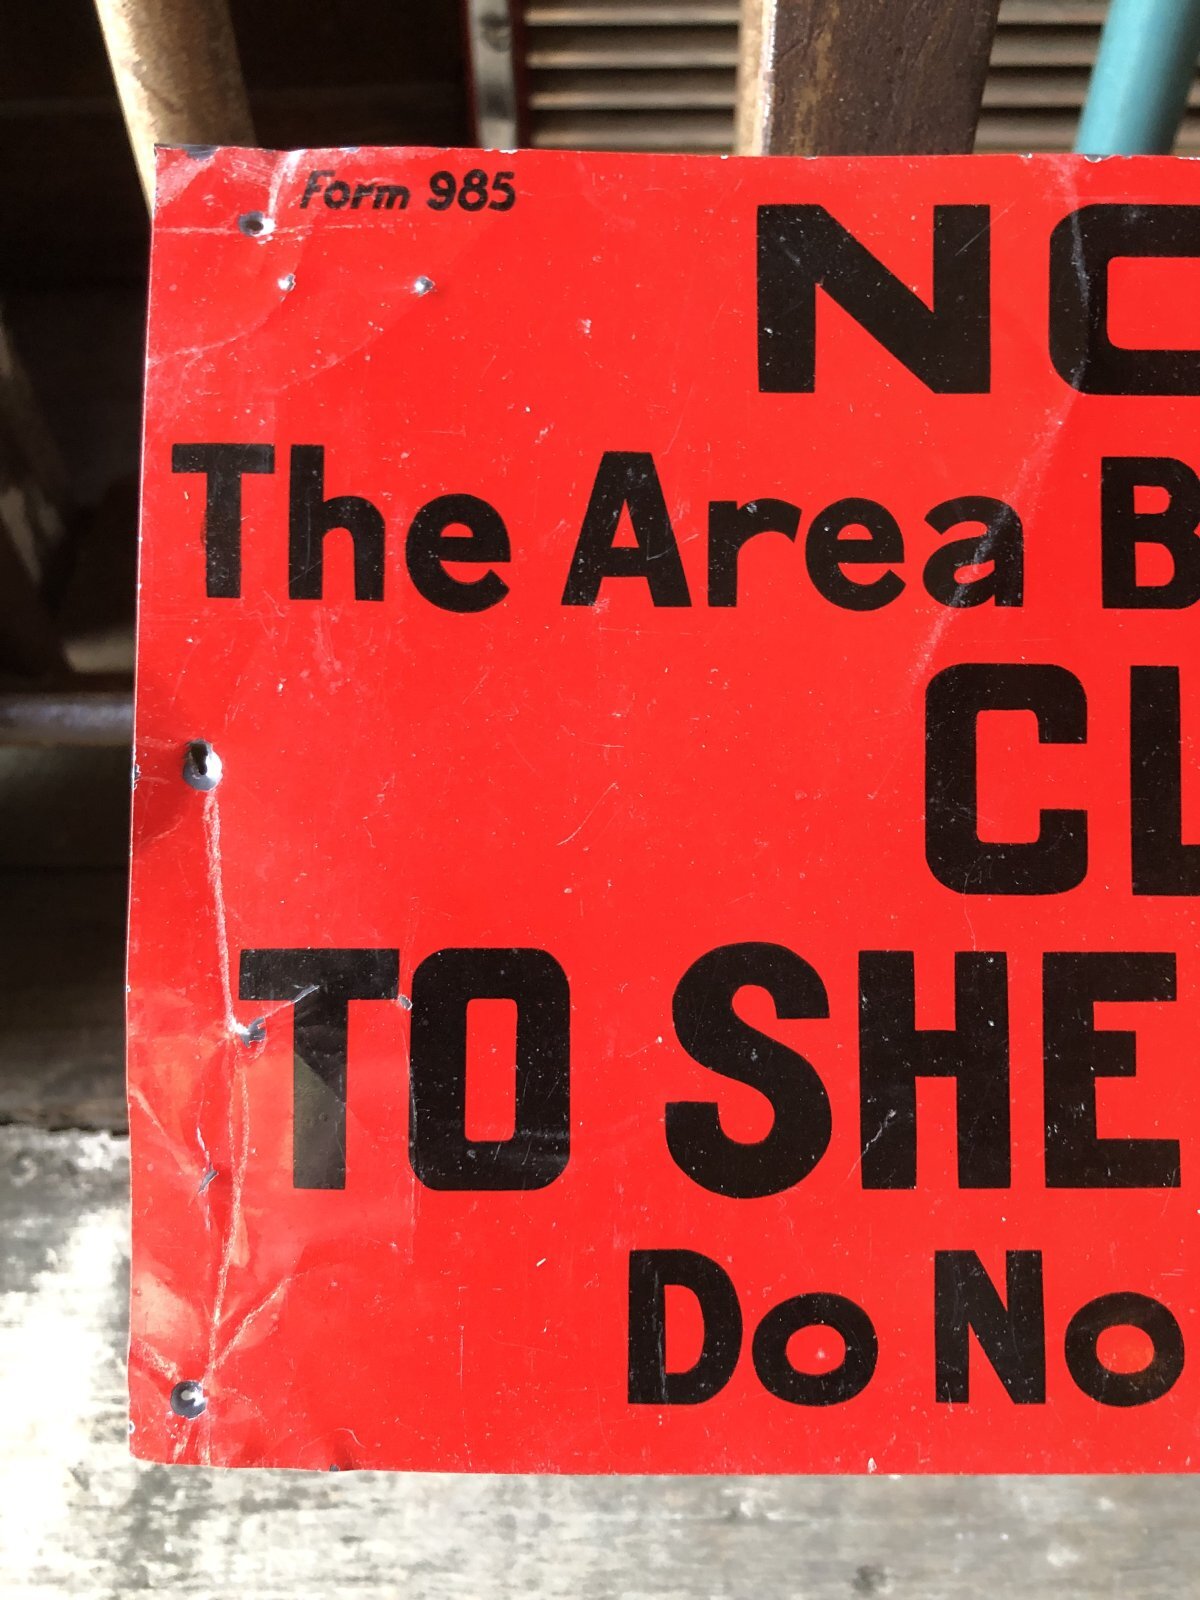 Form 985
NO
The Area B
CL
TO SHE
Do No